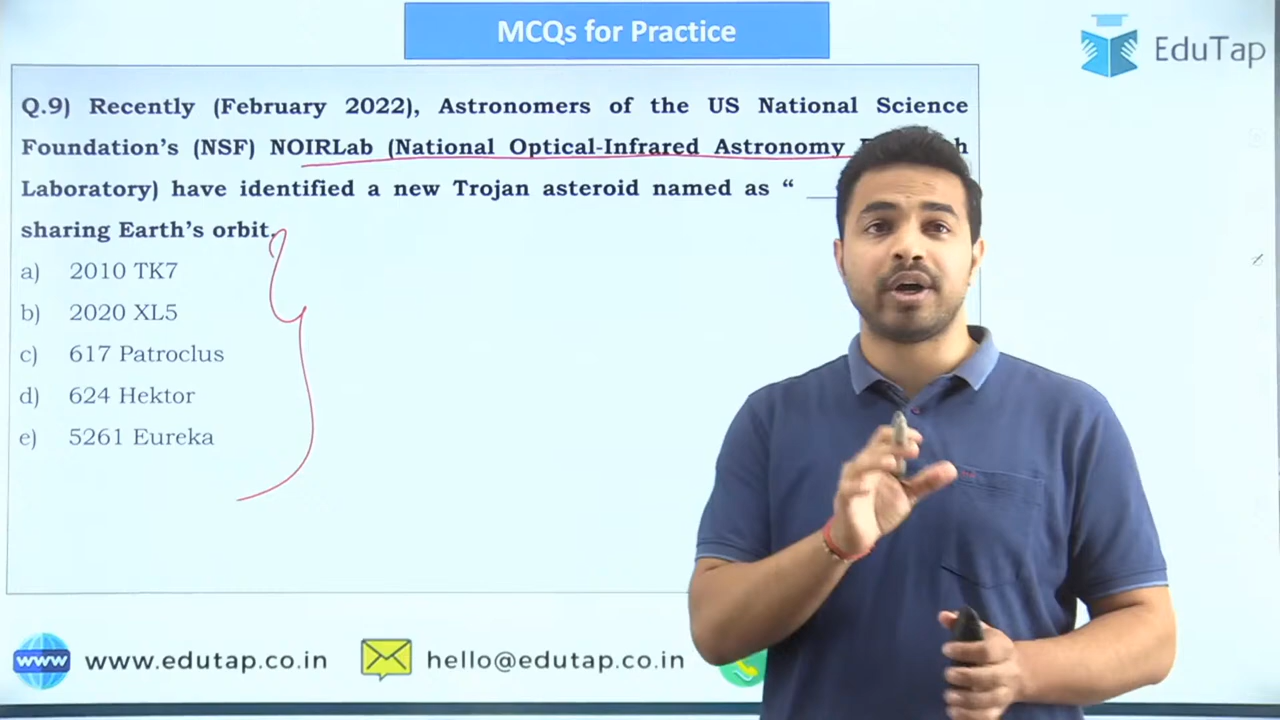 MCQs for Practice
EduTap
Q.9) Recently (February 2022), Astronomers of the US National Science
Foundation's (NSF) NOIRLab (National Optical-Infrared Astronomy
Laboratory) have identified a new Trojan asteroid named as “ ___
sharing Earth's orbit.
a) 2010 TK7
b) 2020 XL5
c) 617 Patroclus
d) 624 Hektor
e) 5261 Eureka
www www.edutap.co.in hello@edutap.co.in